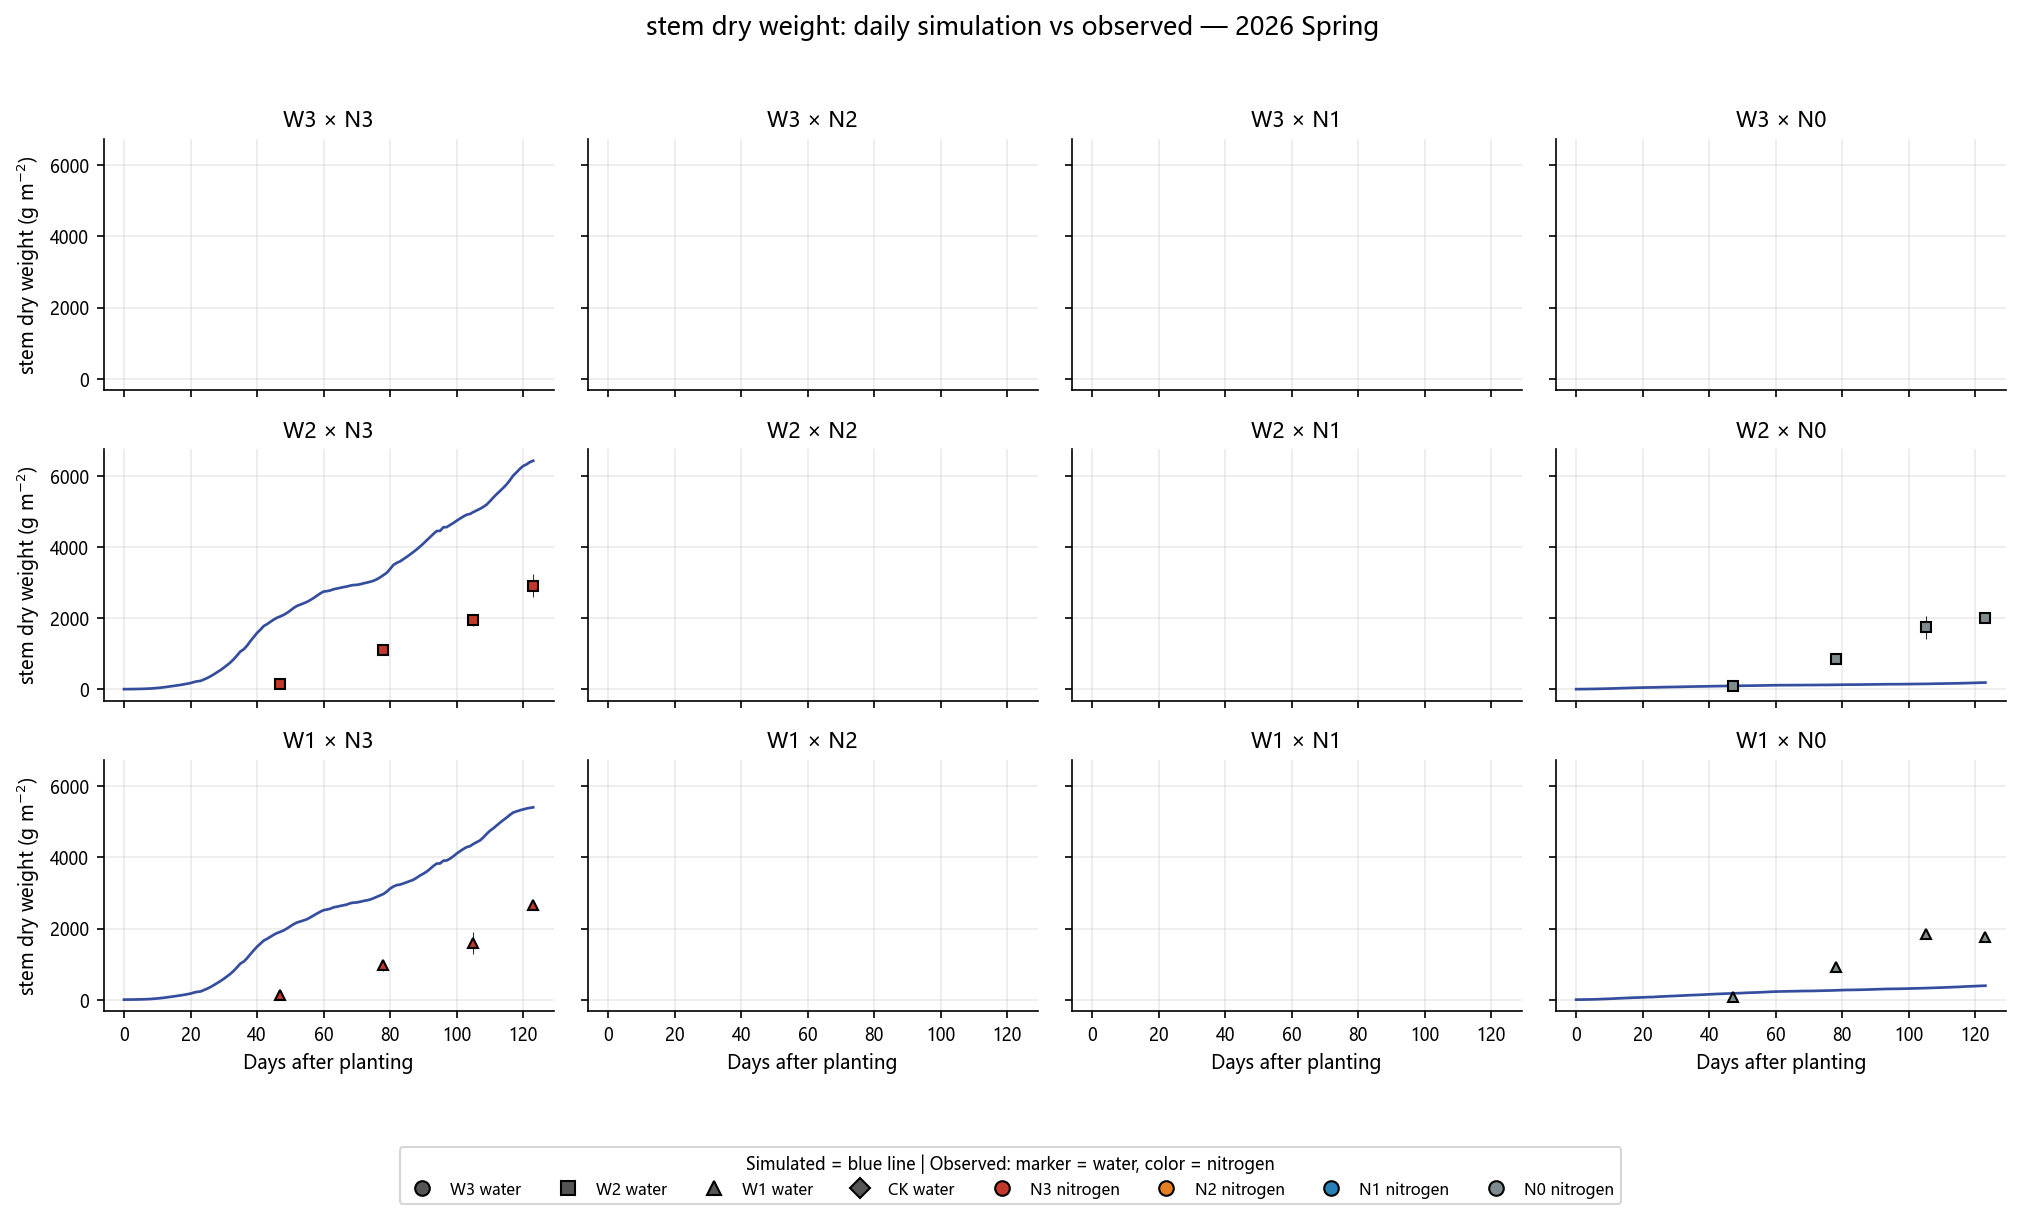 stem dry weight: daily simulation vs observed — 2026 Spring
W3 × N3
W3 × N2
W3 × N1
W3 × N0
stem dry weight (g m⁻²)
6000
4000
2000
0
W2 × N3
W2 × N2
W2 × N1
W2 × N0
stem dry weight (g m⁻²)
6000
4000
2000
0
W1 × N3
W1 × N2
W1 × N1
W1 × N0
stem dry weight (g m⁻²)
6000
4000
2000
0
0 20 40 60 80 100 120
0 20 40 60 80 100 120
0 20 40 60 80 100 120
0 20 40 60 80 100 120
Days after planting
Days after planting
Days after planting
Days after planting
Simulated = blue line | Observed: marker = water, color = nitrogen
W3 water W2 water W1 water CK water N3 nitrogen N2 nitrogen N1 nitrogen N0 nitrogen